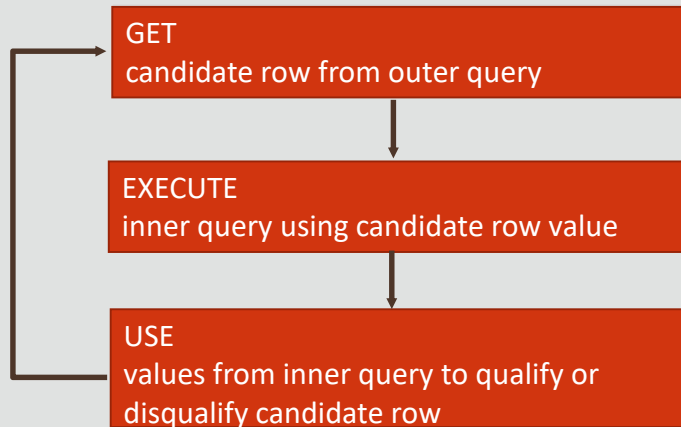 GET
candidate row from outer query
EXECUTE
inner query using candidate row value
USE
values from inner query to qualify or
disqualify candidate row